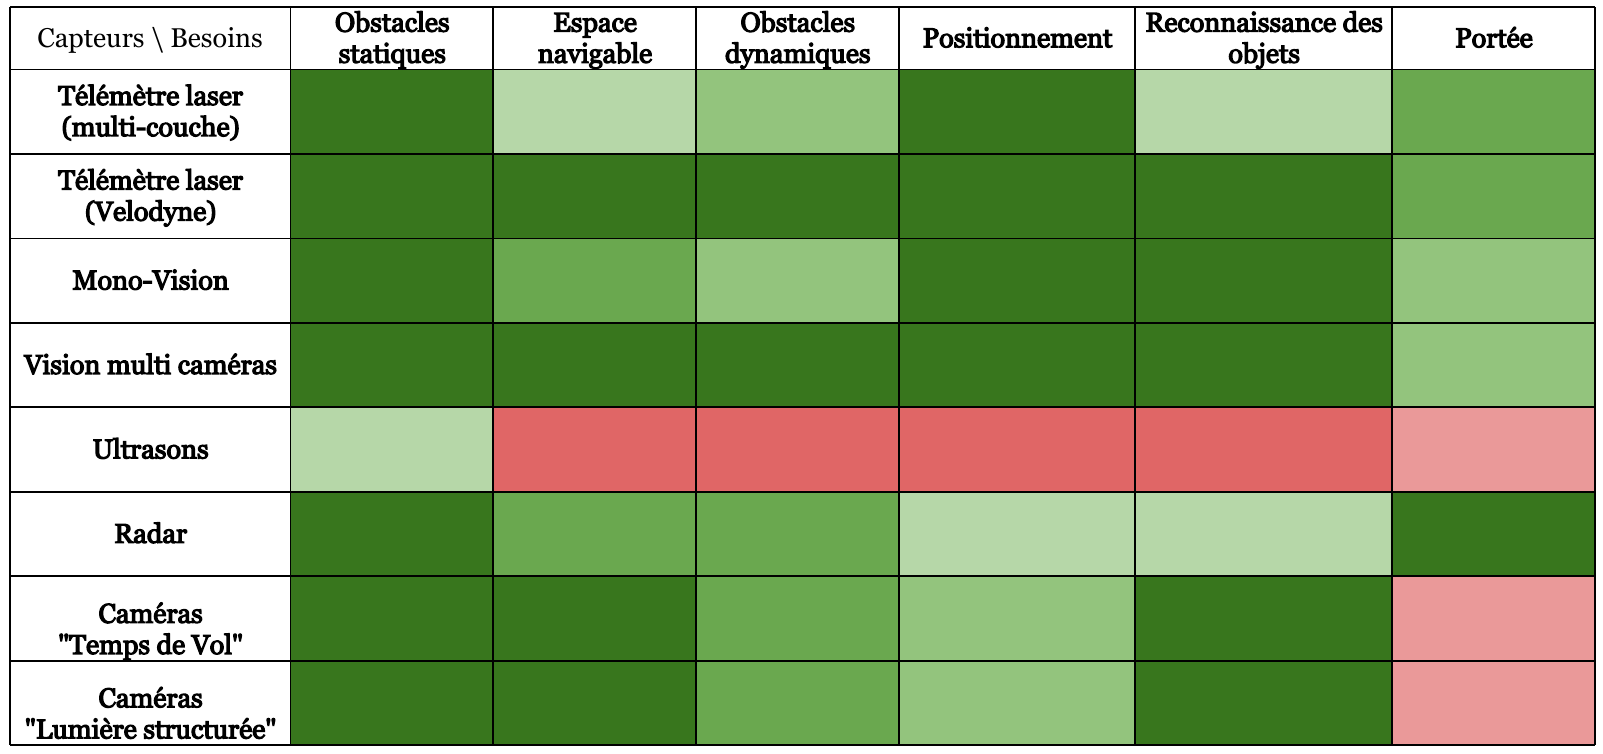 Capteurs \ Besoins
Obstacles
statiques
Espace
navigable
Obstacles
dynamiques
Positionnement
Reconnaissance des
objets
Portée
Télémètre laser
(multi-couche)
Télémètre laser
(Velodyne)
Mono-Vision
Vision multi caméras
Ultrasons
Radar
Caméras
"Temps de Vol"
Caméras
"Lumière structurée"